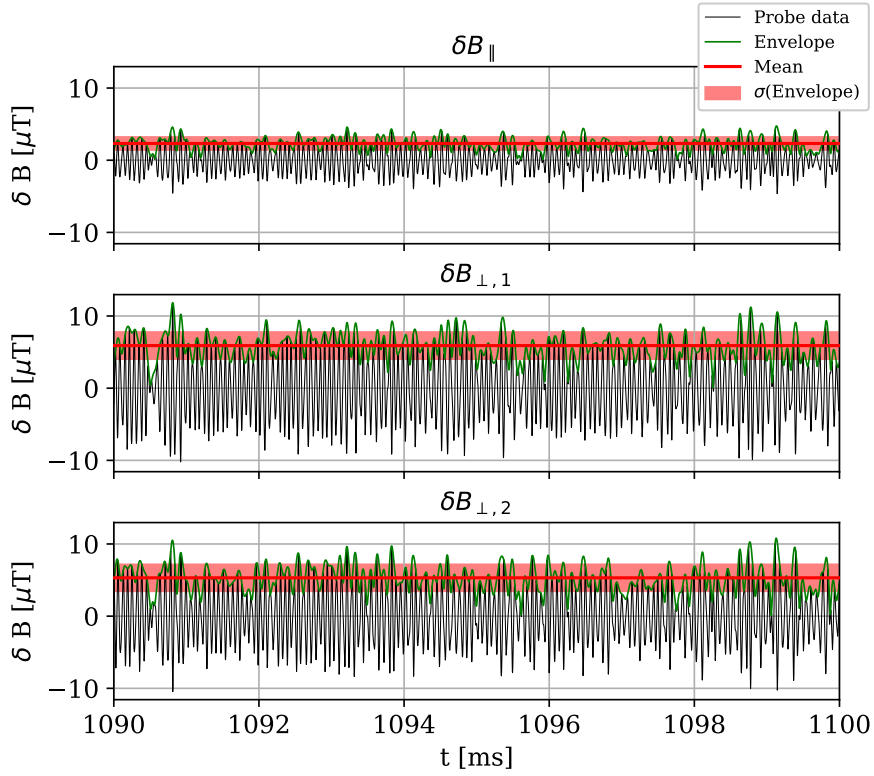 Probe data
Envelope
Mean
σ(Envelope)
δB∥
10
0
−10
δ B [μT]
δB⊥,1
10
0
−10
δ B [μT]
δB⊥,2
10
0
−10
δ B [μT]
1090 1092 1094 1096 1098 1100
t [ms]